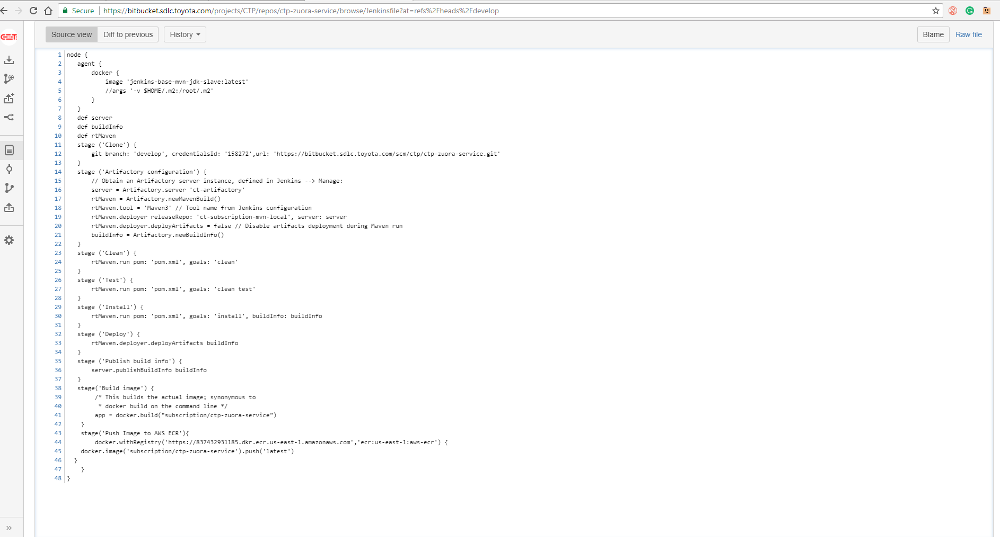 Secure https://bitbucket.sdlc.toyota.com/projects/CTP/repos/ctp-zuora-service/browse/Jenkinsfile?at=refs%2Fheads%2Fdevelop
Source view Diff to previous History Blame Raw file
1 node {
2 agent {
3 docker {
4 image 'jenkins-base-mvn-jdk-slave:latest'
5 //args '-v $HOME/.m2:/root/.m2'
6 }
7 }
8 def server
9 def buildInfo
10 def rtMaven
11 stage ('Clone') {
12 git branch: 'develop', credentialsId: '158272',url: 'https://bitbucket.sdlc.toyota.com/scm/ctp/ctp-zuora-service.git'
13 }
14 stage ('Artifactory configuration') {
15 // Obtain an Artifactory server instance, defined in Jenkins --> Manage:
16 server = Artifactory.server 'ct-artifactory'
17 rtMaven = Artifactory.newMavenBuild()
18 rtMaven.tool = 'Maven3' // Tool name from Jenkins configuration
19 rtMaven.deployer releaseRepo: 'ct-subscription-mvn-local', server: server
20 rtMaven.deployer.deployArtifacts = false // Disable artifacts deployment during Maven run
21 buildInfo = Artifactory.newBuildInfo()
22 }
23 stage ('Clean') {
24 rtMaven.run pom: 'pom.xml', goals: 'clean'
25 }
26 stage ('Test') {
27 rtMaven.run pom: 'pom.xml', goals: 'clean test'
28 }
29 stage ('Install') {
30 rtMaven.run pom: 'pom.xml', goals: 'install', buildInfo: buildInfo
31 }
32 stage ('Deploy') {
33 rtMaven.deployer.deployArtifacts buildInfo
34 }
35 stage ('Publish build info') {
36 server.publishBuildInfo buildInfo
37 }
38 stage('Build image') {
39 /* This builds the actual image; synonymous to
40 * docker build on the command line */
41 app = docker.build("subscription/ctp-zuora-service")
42 }
43 stage('Push Image to AWS ECR'){
44 docker.withRegistry('https://837432931185.dkr.ecr.us-east-1.amazonaws.com','ecr:us-east-1:aws-ecr') {
45 docker.image('subscription/ctp-zuora-service').push('latest')
46 }
47 }
48 }